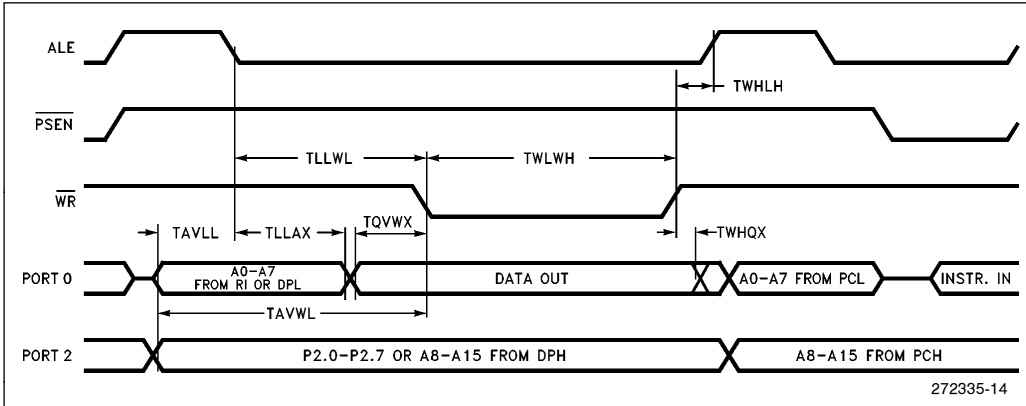 ALE
TWHLH
PSEN
TLLWL
TWLWH
WR
TAVLL
TLLAX
TQVWX
TWHQX
PORT 0
A0-A7
FROM RI OR DPL
DATA OUT
A0-A7 FROM PCL
INSTR. IN
TAVWL
PORT 2
P2.0-P2.7 OR A8-A15 FROM DPH
A8-A15 FROM PCH
272335-14